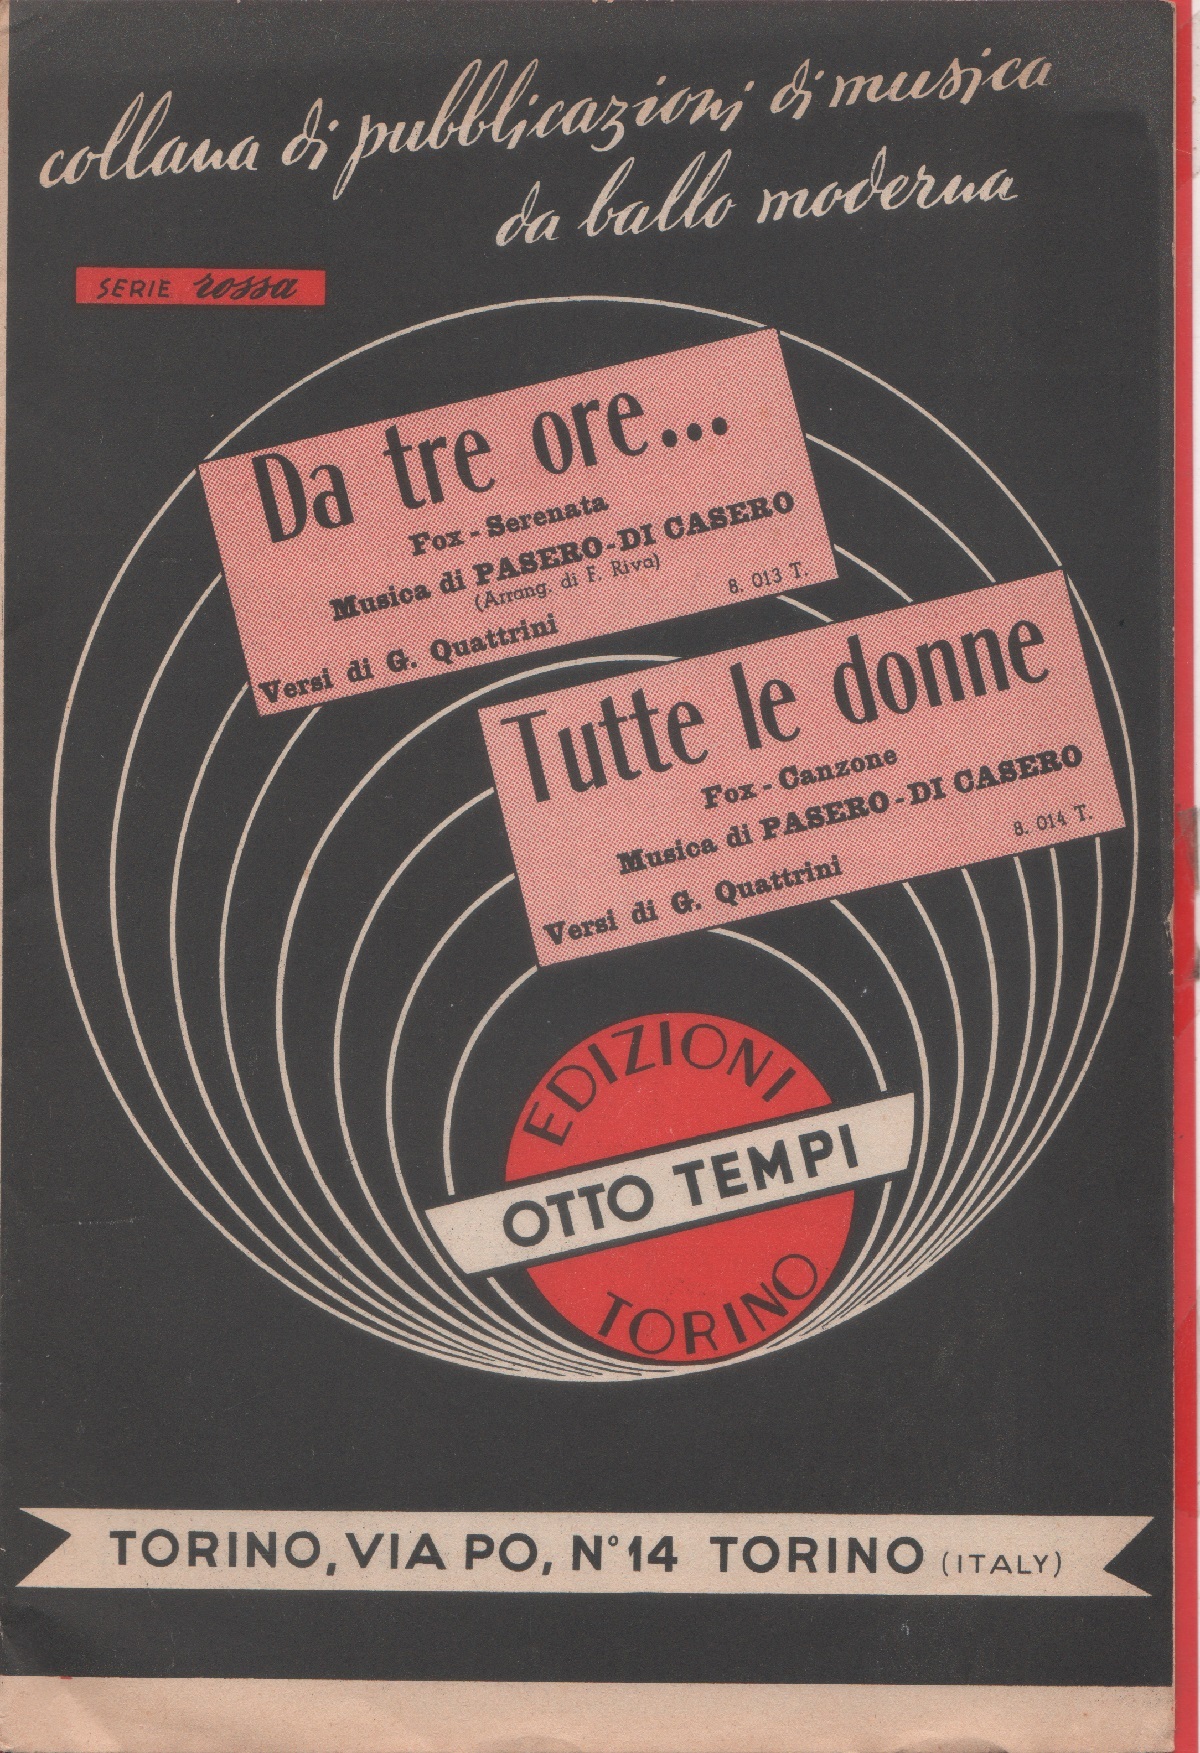 collana di pubblicazioni di musica
da ballo moderna
SERIE rossa
Da tre ore...
Fox - Serenata
Musica di PASERO-DI CASERO
(Arrang. di F. Riva)
8. 013 T.
Versi di G. Quattrini
Tutte le donne
Fox - Canzone
Musica di PASERO-DI CASERO
8. 014 T.
Versi di G. Quattrini
EDIZIONI
OTTO TEMPI
TORINO
TORINO, VIA PO, N° 14 TORINO (ITALY)